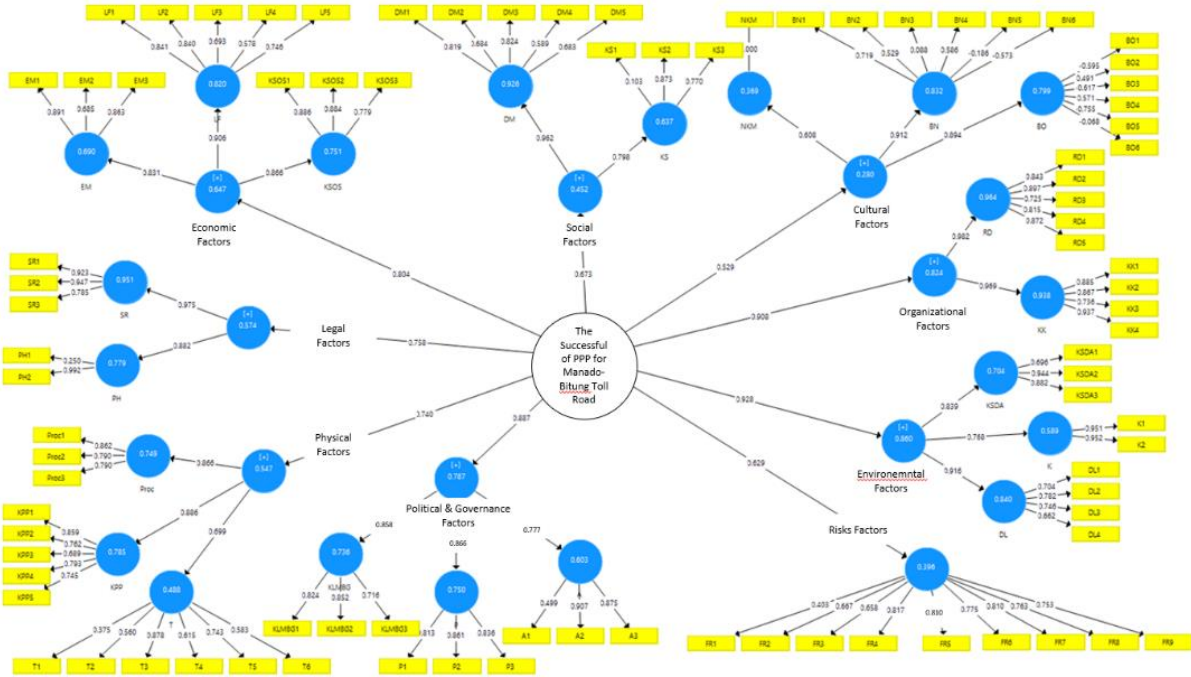 LF1 LF2 LF3 LF4 LF5
0.841 0.840 0.693 0.578 0.746
0.820
LF
EM1 EM2 EM3
0.891 0.685 0.863
0.690
EM
KSOS1 KSOS2 KSOS3
0.886 0.884 0.779
0.751
KSOS
0.831 0.906 0.866
[+]
0.647
Economic
Factors
0.804
DM1 DM2 DM3 DM4 DM5
0.819 0.684 0.824 0.589 0.683
0.926
DM
KS1 KS2 KS3
0.103 0.873 0.770
0.637
KS
0.962 0.798
[+]
0.452
Social
Factors
0.673
NKM
.000
0.369
NKM
BN1 BN2 BN3 BN4 BN5 BN6
0.719 0.529 0.088 0.586 -0.186 -0.573
0.832
BN
BO1
BO2
BO3
BO4
BO5
BO6
-0.595
0.491
-0.617
0.571
-0.755
-0.068
0.799
BO
0.608 0.912 0.894
[+]
0.280
Cultural
Factors
0.529
RD1
RD2
RD3
RD4
RD5
0.843
0.897
0.725
0.815
0.872
0.964
RD
0.982
[+]
0.824
Organizational
Factors
0.908
0.969
KK1
KK2
KK3
KK4
0.885
0.867
0.736
0.937
0.938
KK
SR1
SR2
SR3
0.923
0.947
0.785
0.951
SR
0.975
[+]
0.574
Legal
Factors
0.758
PH1
PH2
0.250
0.992
0.779
PH
0.882
The
Successful
of PPP for
Manado-
Bitung Toll
Road
KSDA1
KSDA2
KSDA3
0.696
0.944
0.882
0.704
KSDA
0.839
0.928
[+]
0.860
Environemntal
Factors
0.768
K1
K2
0.951
0.952
0.589
K
0.916
DL1
DL2
DL3
DL4
0.704
0.782
0.746
0.662
0.840
DL
Proc1
Proc2
Proc3
0.862
0.790
0.790
0.749
Proc
0.866
[+]
0.547
Physical
Factors
0.740
KPP1
KPP2
KPP3
KPP4
KPP5
0.859
0.762
0.689
0.793
0.745
0.785
KPP
0.886
0.699
0.488
T
0.375 0.560 0.878 0.615 0.743 0.583
T1 T2 T3 T4 T5 T6
0.887
[+]
0.787
Political & Governance
Factors
0.858 0.866 0.777
0.736
KLMBG
0.824 0.852 0.716
KLMBG1 KLMBG2 KLMBG3
0.750
0.813 0.861 0.836
P1 P2 P3
0.603
0.499 0.907 0.875
A1 A2 A3
0.629
Risks Factors
0.396
0.403 0.667 0.658 0.817 0.775 0.810 0.763 0.753
FR1 FR2 FR3 FR4 FR5 FR6 FR7 FR8 FR9